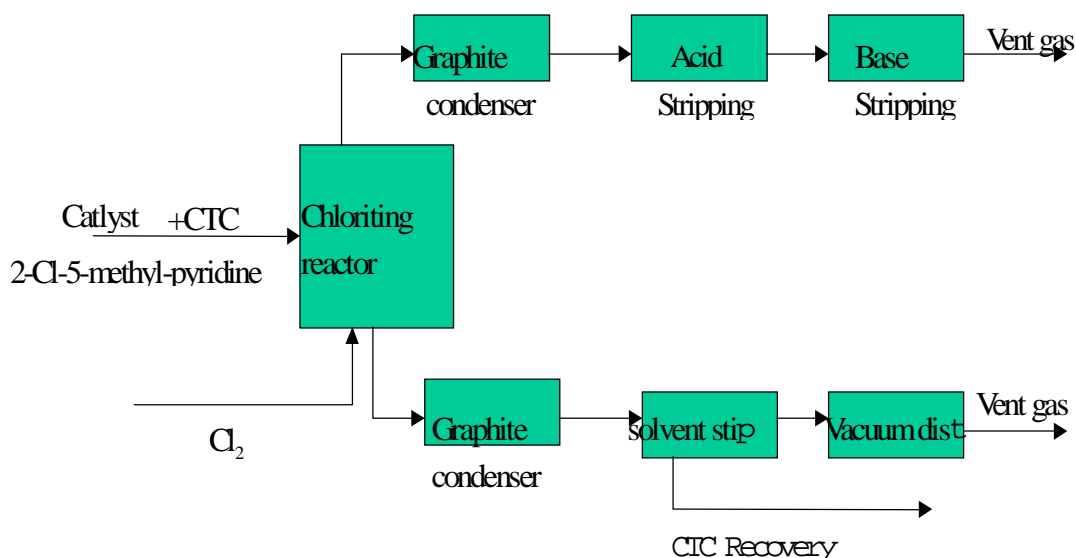 Graphite
condenser
Acid
Stripping
Base
Stripping
Vent gas
Catlyst +CTC
2-Cl-5-methyl-pyridine
Chloriting
reactor
Cl₂
Graphite
condenser
solvent stip
Vacuum dist
Vent gas
CTC Recovery